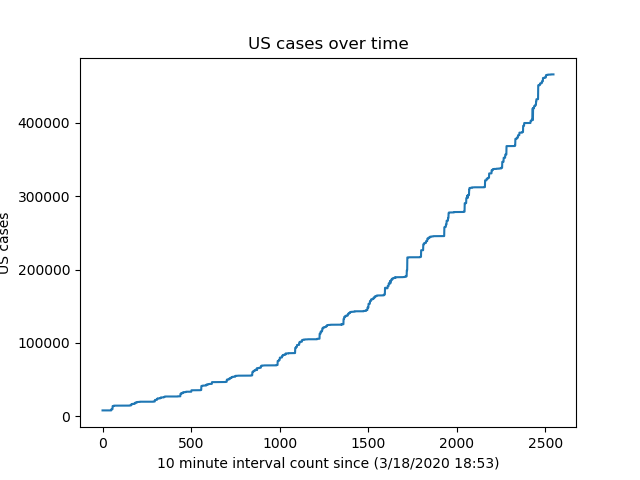 US cases over time
US cases
400000
300000
200000
100000
0
0 500 1000 1500 2000 2500
10 minute interval count since (3/18/2020 18:53)